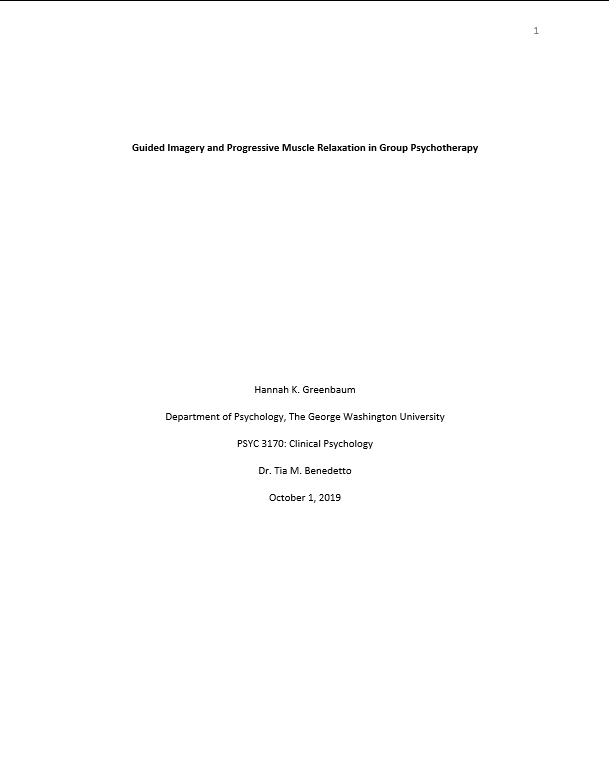 1
Guided Imagery and Progressive Muscle Relaxation in Group Psychotherapy
Hannah K. Greenbaum
Department of Psychology, The George Washington University
PSYC 3170: Clinical Psychology
Dr. Tia M. Benedetto
October 1, 2019